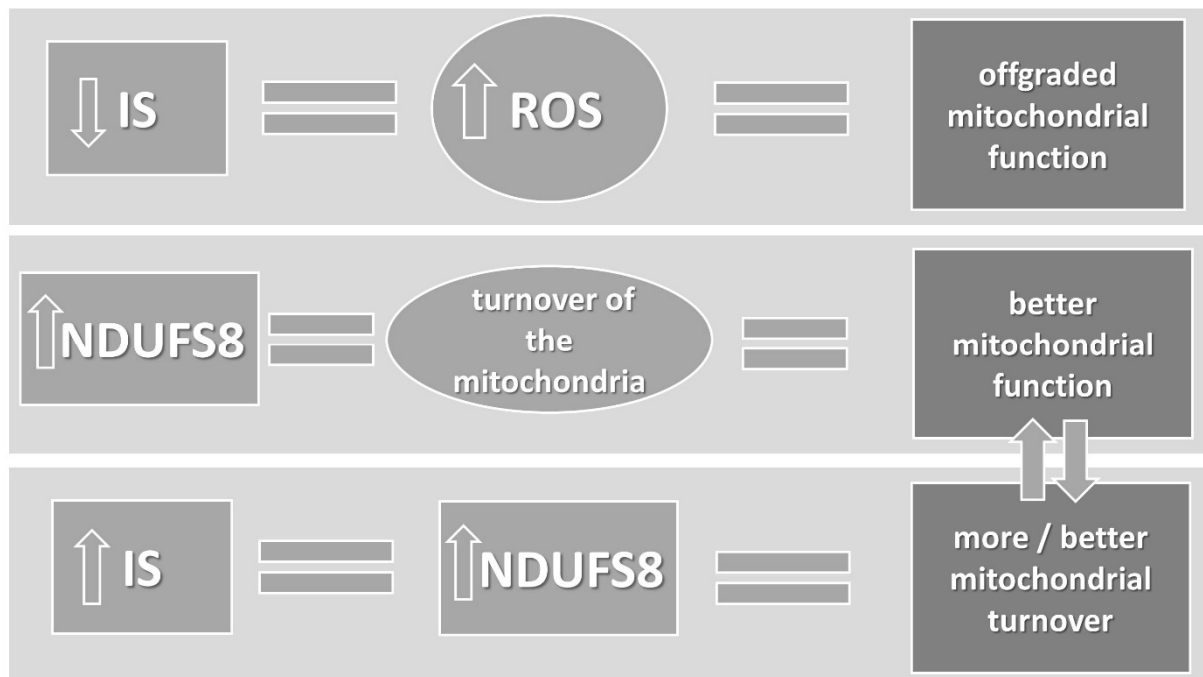 IS
ROS
offgraded
mitochondrial
function
NDUFS8
turnover of
the
mitochondria
better
mitochondrial
function
IS
NDUFS8
more / better
mitochondrial
turnover